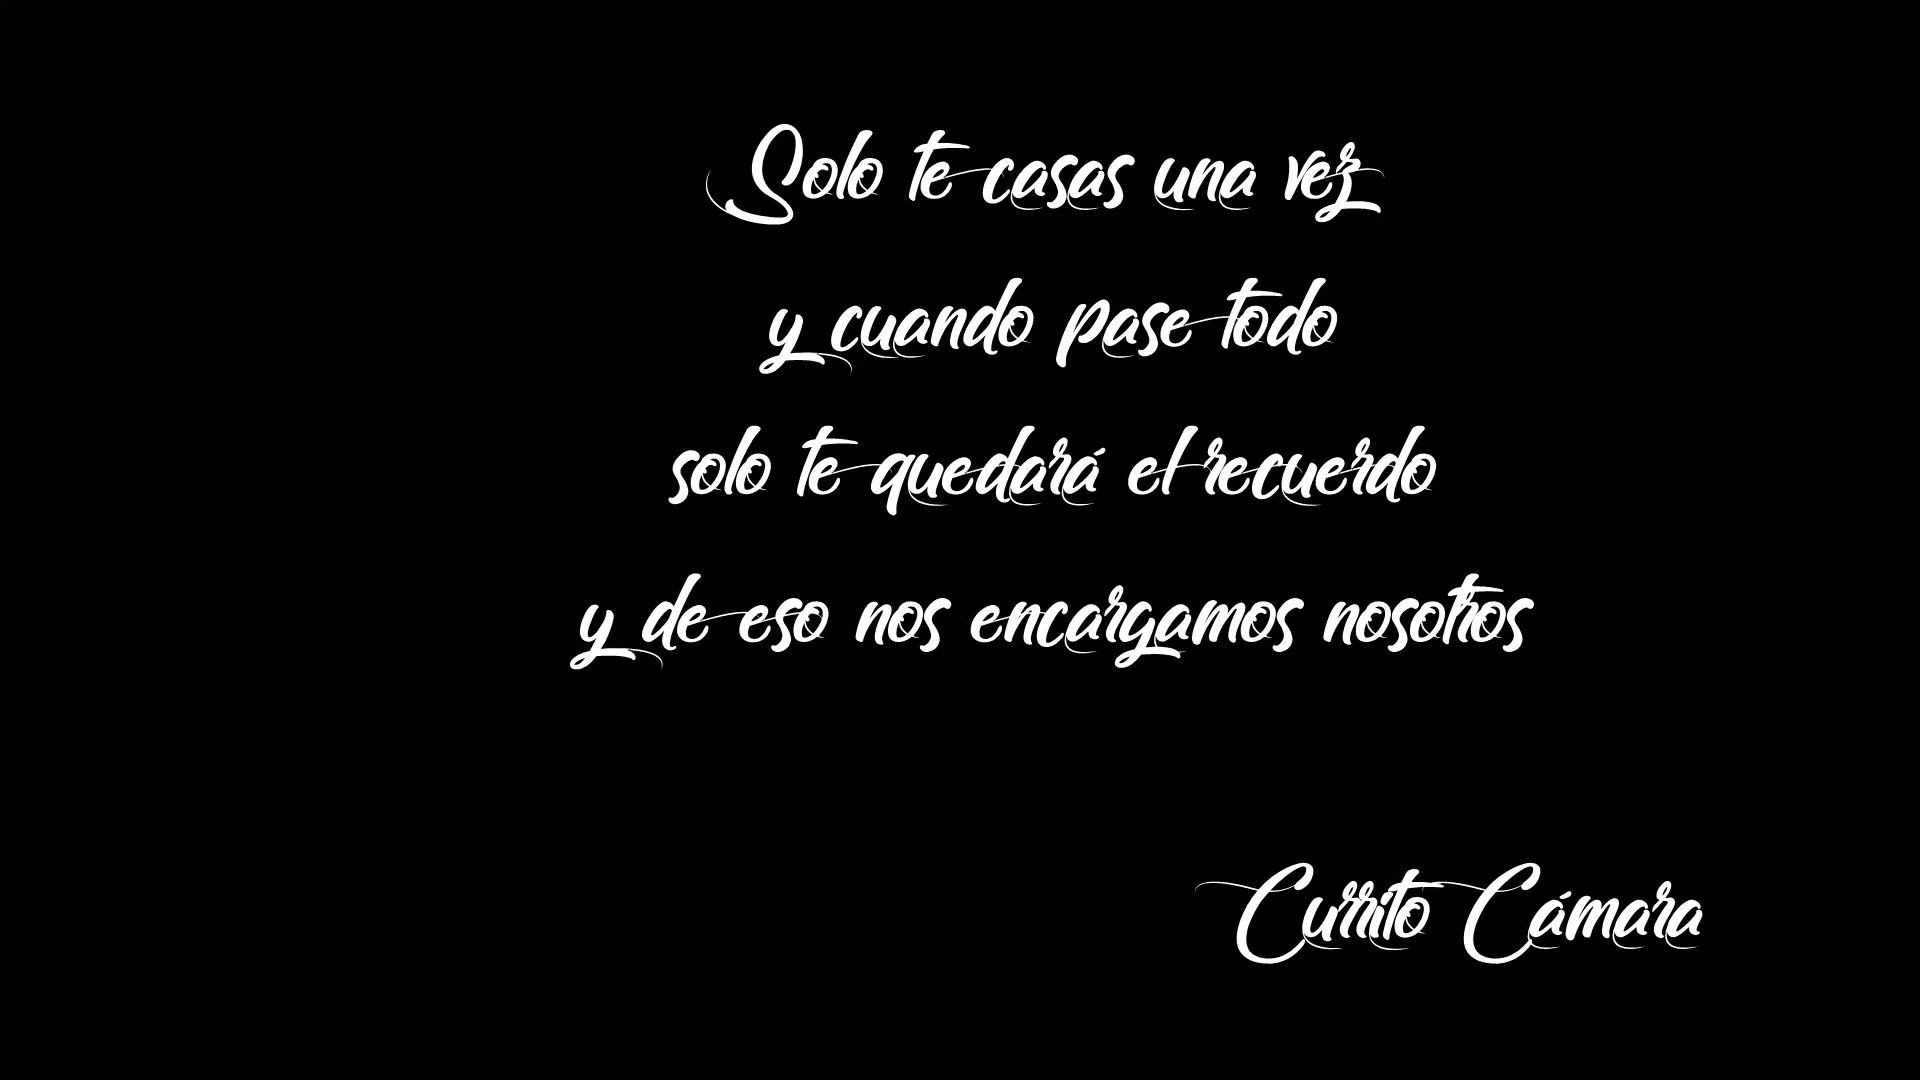 Solo te casas una vez
y cuando pase todo
solo te quedará el recuerdo
y de eso nos encargamos nosotros
Currito Cámara